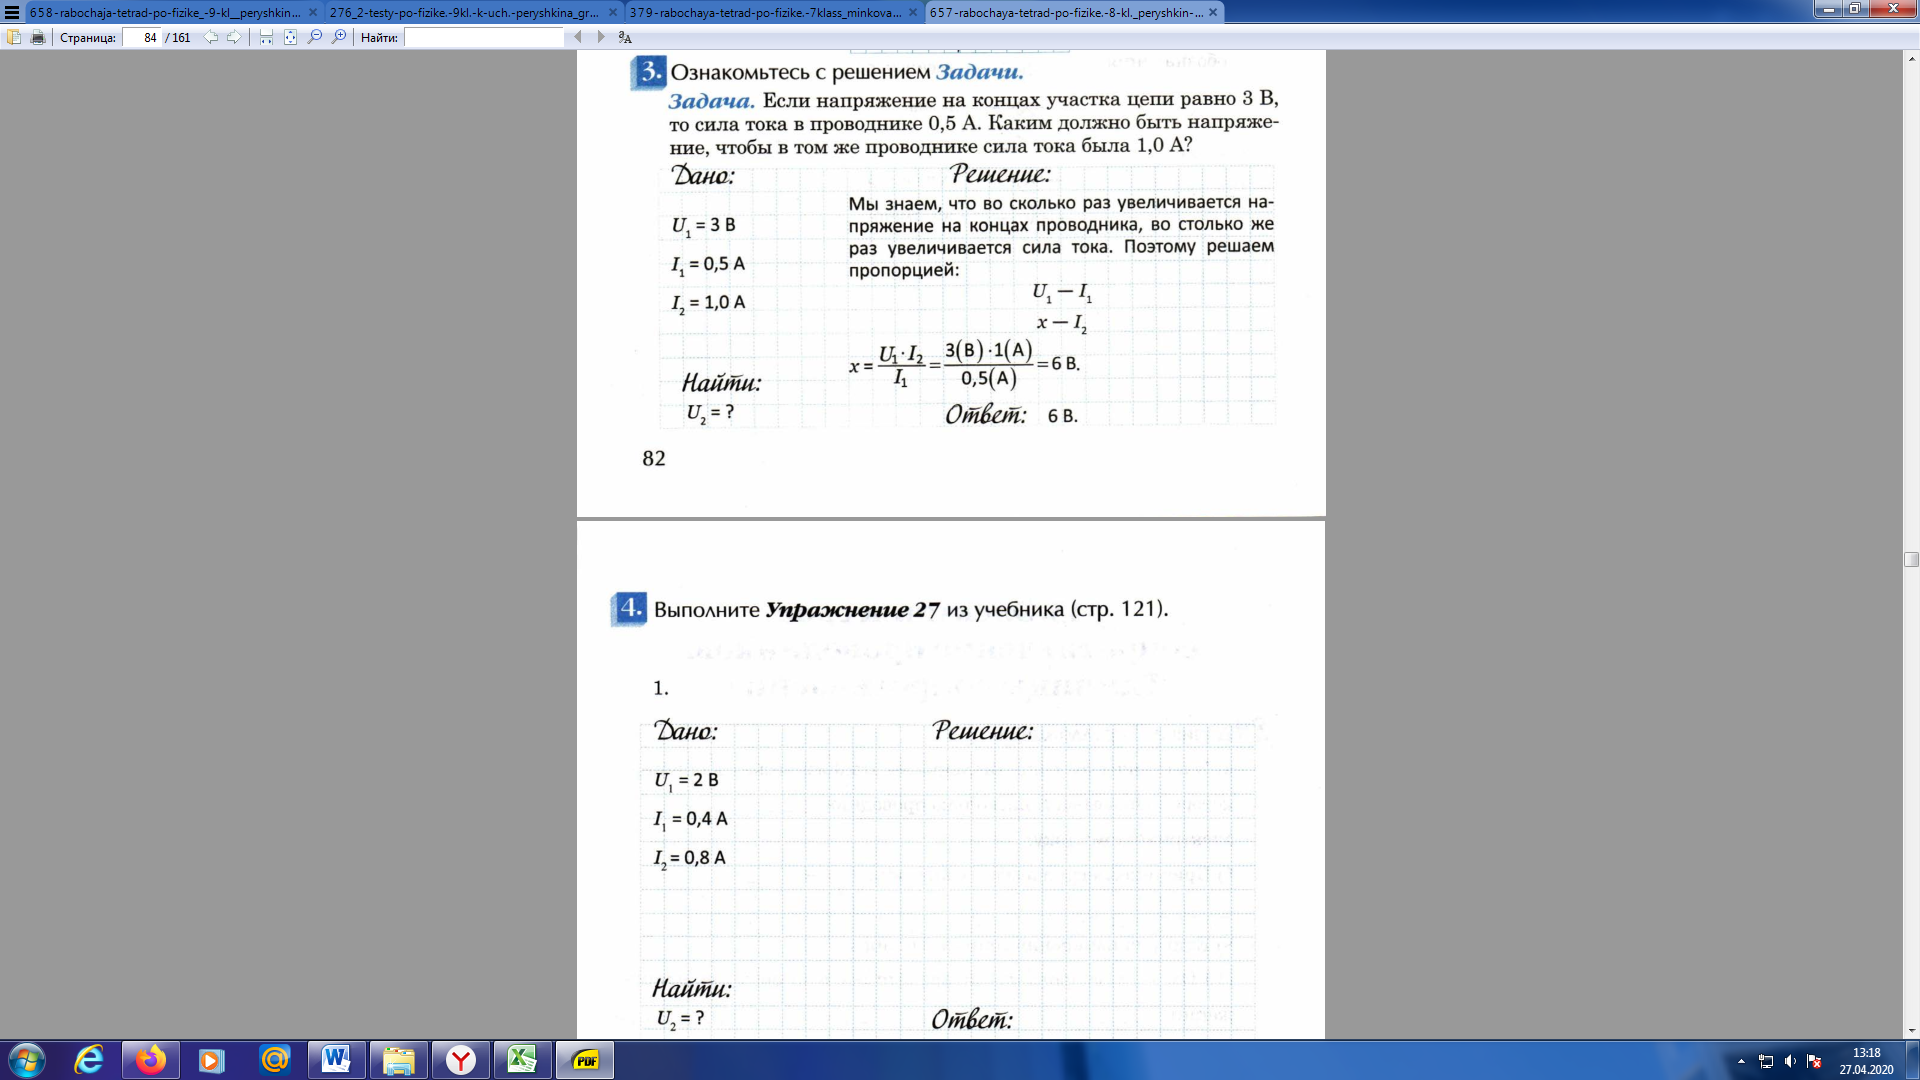 658-rabochaja-tetrad-po-fizike_-9-kl__peryshkin...
276_2-testy-po-fizike.-9kl.-k-uch.-peryshkina_gr...
379-rabochaya-tetrad-po-fizike.-7klass_minkova...
657-rabochaya-tetrad-po-fizike.-8-kl._peryshkin-...
Страница: 84 / 161 Найти:
3. Ознакомьтесь с решением Задачи.
Задача. Если напряжение на концах участка цепи равно 3 В,
то сила тока в проводнике 0,5 А. Каким должно быть напряже-
ние, чтобы в том же проводнике сила тока была 1,0 А?
Дано: Решение:
Мы знаем, что во сколько раз увеличивается на-
пряжение на концах проводника, во столько же
раз увеличивается сила тока. Поэтому решаем
пропорцией:
U₁ = 3 В
I₁ = 0,5 А
I₂ = 1,0 А
U₁ — I₁
x — I₂
x = U₁·I₂ / I₁ = 3(В)·1(А) / 0,5(А) = 6 В.
Найти:
U₂ = ?
Ответ: 6 В.
82
4. Выполните Упражнение 27 из учебника (стр. 121).
1.
Дано: Решение:
U₁ = 2 В
I₁ = 0,4 А
I₂ = 0,8 А
Найти:
U₂ = ?
Ответ:
PDF
13:18
27.04.2020